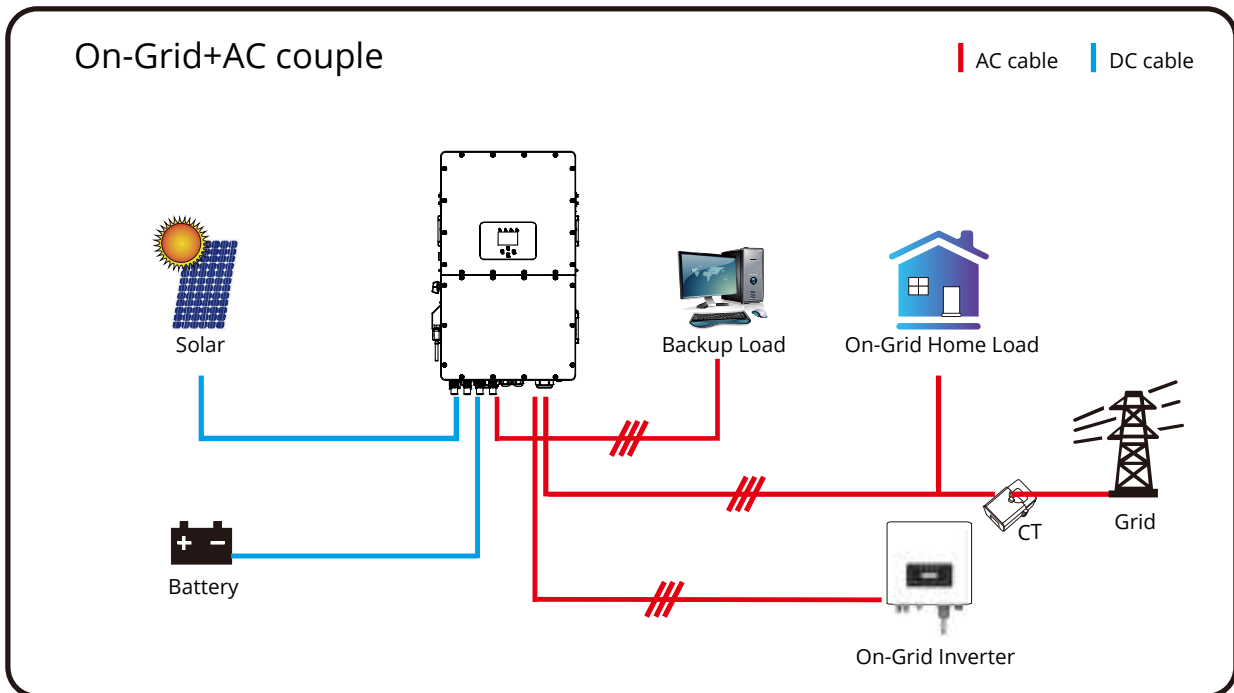 On-Grid+AC couple
AC cable
DC cable
Solar
Backup Load
On-Grid Home Load
CT
Grid
Battery
On-Grid Inverter